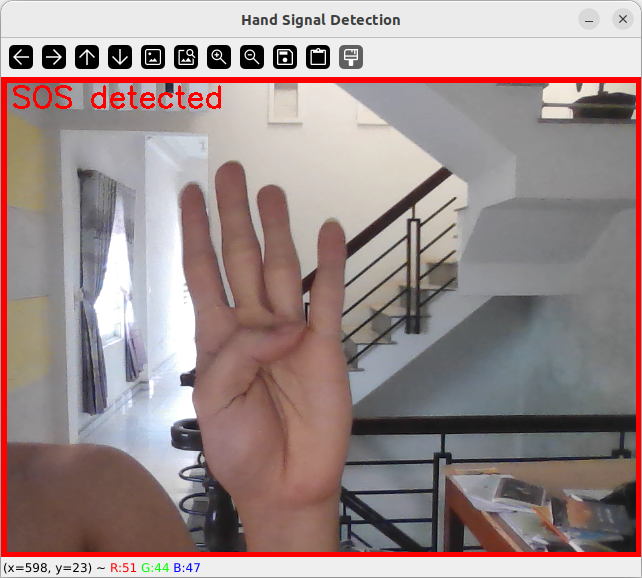 Hand Signal Detection
SOS detected
(x=598, y=23) ~ R:51 G:44 B:47